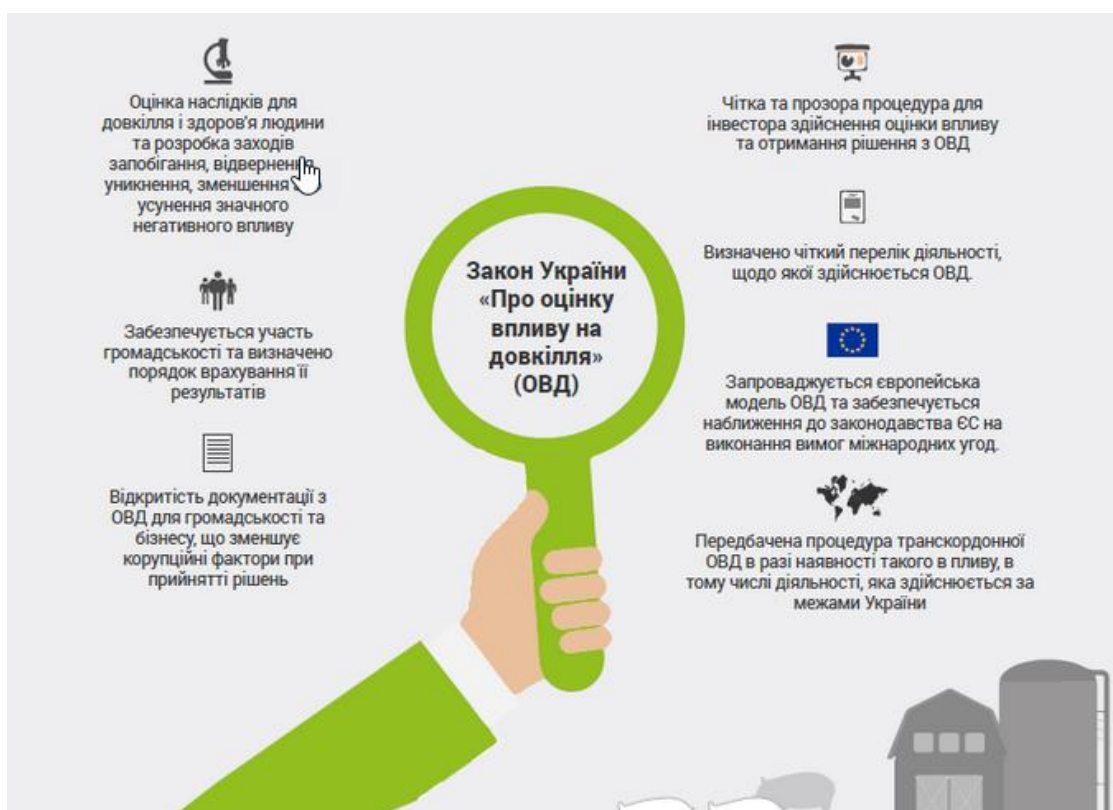 Оцінка наслідків для
довкілля і здоров'я людини
та розробка заходів
запобігання, відвернення,
уникнення, зменшення
усунення значного
негативного впливу
Забезпечується участь
громадськості та визначено
порядок врахування її
результатів
Відкритість документації з
ОВД для громадськості та
бізнесу, що зменшує
корупційні фактори при
прийнятті рішень
Закон України
«Про оцінку
впливу на
довкілля»
(ОВД)
Чітка та прозора процедура для
інвестора здійснення оцінки впливу
та отримання рішення з ОВД
Визначено чіткий перелік діяльності,
щодо якої здійснюється ОВД.
Запроваджується європейська
модель ОВД та забезпечується
наближення до законодавства ЄС на
виконання вимог міжнародних угод.
Передбачена процедура транскордонної
ОВД в разі наявності такого в пливу, в
тому числі діяльності, яка здійснюється за
межами України